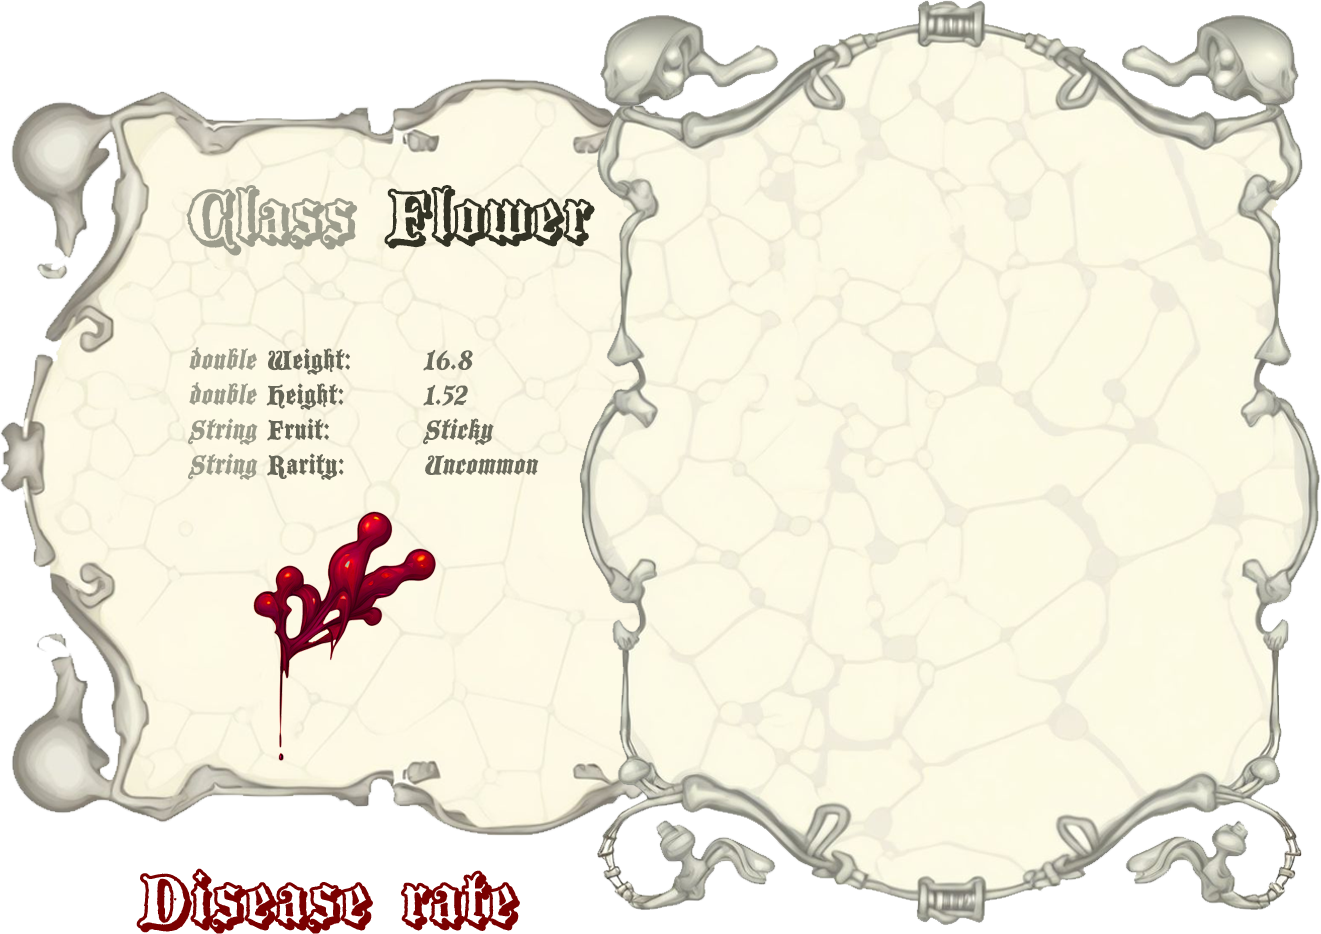 Class Flower
double Weight: 16.8
double Height: 1.52
String Fruit: Sticky
String Rarity: Uncommon
Disease rate